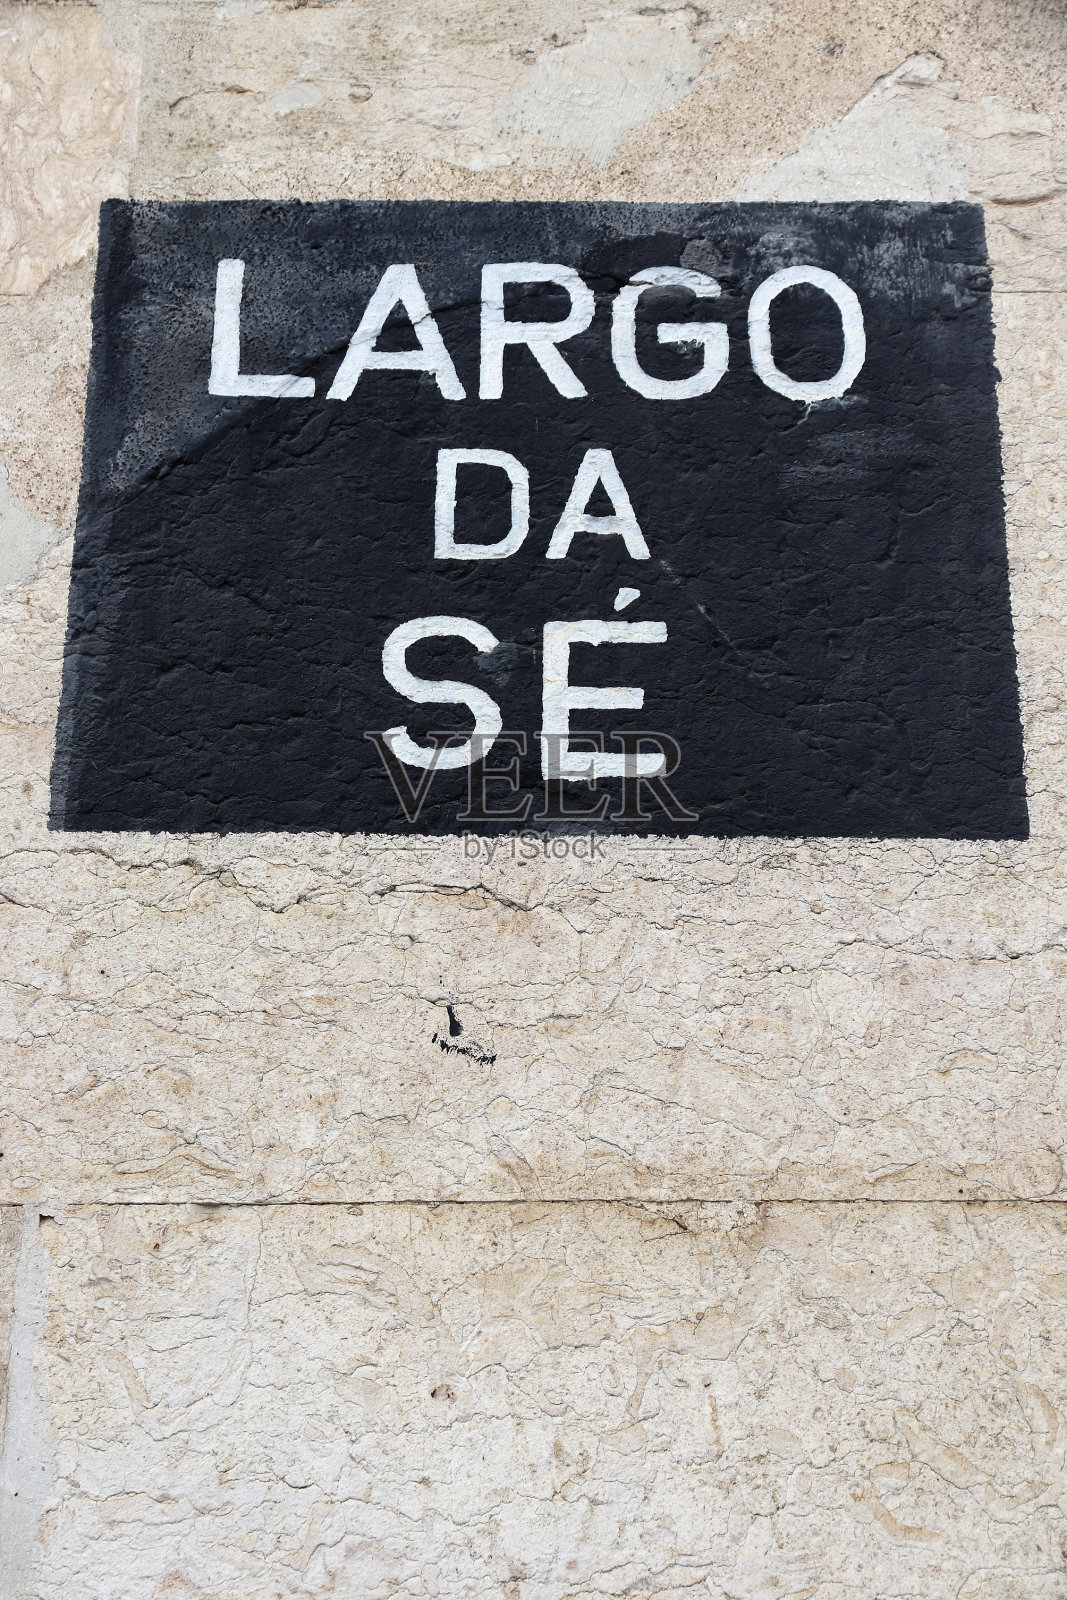 LARGO
DA
SÉ
VEER
by iStock